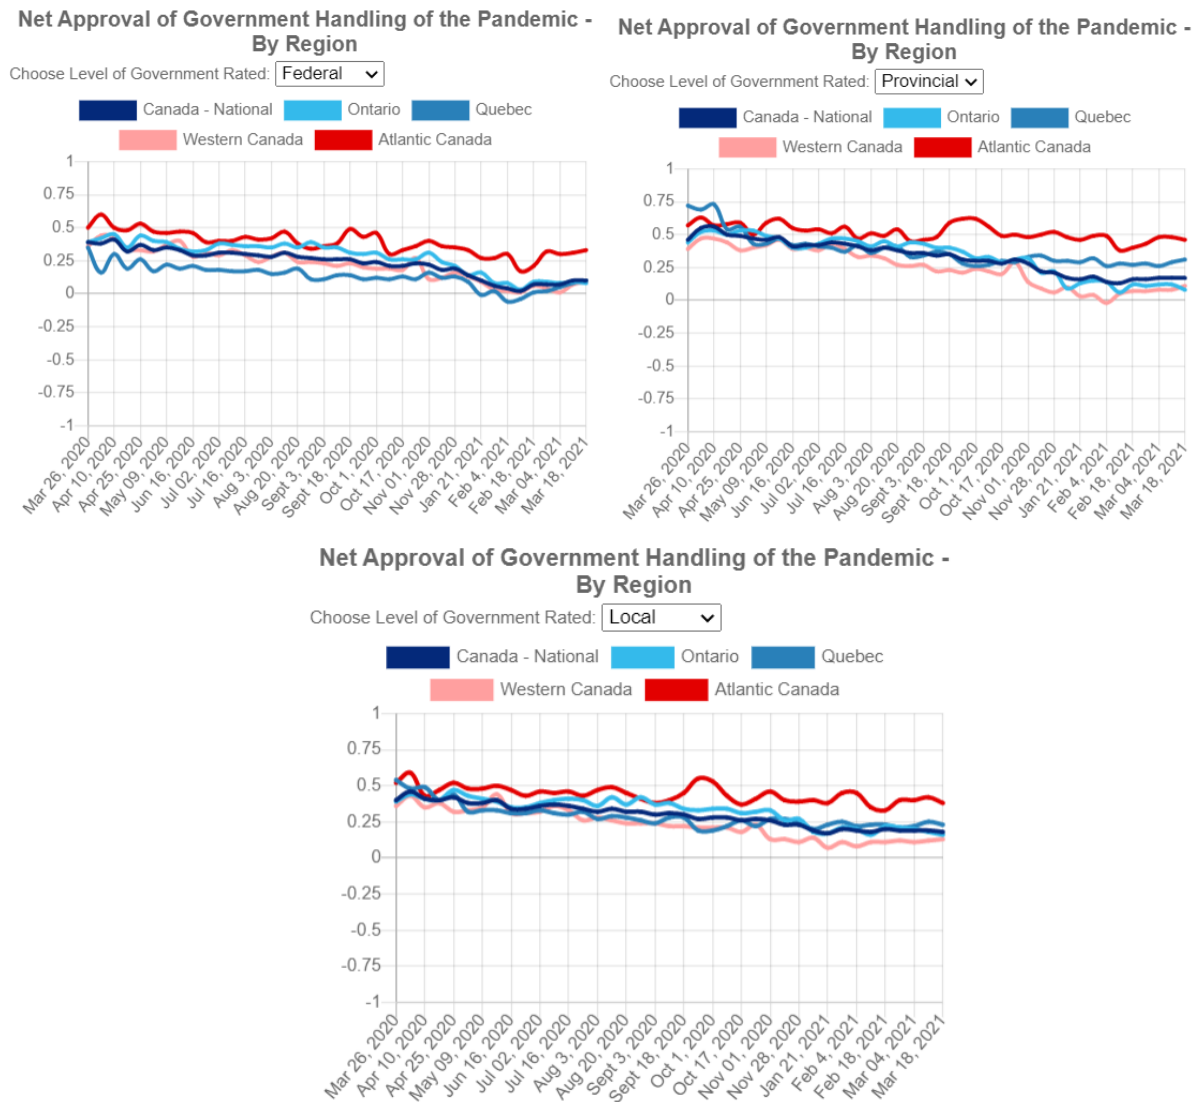 Net Approval of Government Handling of the Pandemic -
By Region
Choose Level of Government Rated: Federal
Canada - National Ontario Quebec
Western Canada Atlantic Canada
1
0.75
0.5
0.25
0
-0.25
-0.5
-0.75
-1
Mar 26, 2020
Apr 10, 2020
Apr 25, 2020
May 09, 2020
Jun 16, 2020
Jul 02, 2020
Jul 16, 2020
Aug 3, 2020
Aug 20, 2020
Sept 3, 2020
Sept 18, 2020
Oct 1, 2020
Oct 17, 2020
Nov 01, 2020
Nov 28, 2020
Jan 21, 2021
Feb 4, 2021
Feb 18, 2021
Mar 04, 2021
Mar 18, 2021
Net Approval of Government Handling of the Pandemic -
By Region
Choose Level of Government Rated: Provincial
Canada - National Ontario Quebec
Western Canada Atlantic Canada
1
0.75
0.5
0.25
0
-0.25
-0.5
-0.75
-1
Mar 26, 2020
Apr 10, 2020
Apr 25, 2020
May 09, 2020
Jun 16, 2020
Jul 02, 2020
Jul 16, 2020
Aug 3, 2020
Aug 20, 2020
Sept 3, 2020
Sept 18, 2020
Oct 1, 2020
Oct 17, 2020
Nov 01, 2020
Nov 28, 2020
Jan 21, 2021
Feb 4, 2021
Feb 18, 2021
Mar 04, 2021
Mar 18, 2021
Net Approval of Government Handling of the Pandemic -
By Region
Choose Level of Government Rated: Local
Canada - National Ontario Quebec
Western Canada Atlantic Canada
1
0.75
0.5
0.25
0
-0.25
-0.5
-0.75
-1
Mar 26, 2020
Apr 10, 2020
Apr 25, 2020
May 09, 2020
Jun 16, 2020
Jul 02, 2020
Jul 16, 2020
Aug 3, 2020
Aug 20, 2020
Sept 3, 2020
Sept 18, 2020
Oct 1, 2020
Oct 17, 2020
Nov 01, 2020
Nov 28, 2020
Jan 21, 2021
Feb 4, 2021
Feb 18, 2021
Mar 04, 2021
Mar 18, 2021